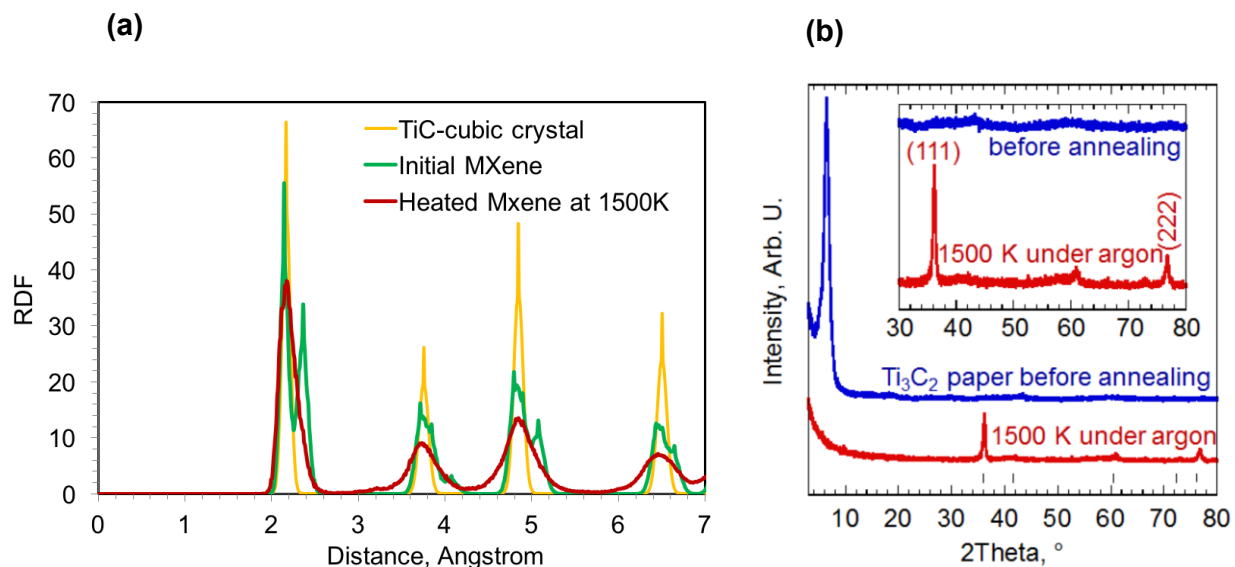 (a)
(b)
70
60
50
40
30
20
10
0
RDF
TiC-cubic crystal
Initial MXene
Heated Mxene at 1500K
0 1 2 3 4 5 6 7
Distance, Angstrom
Intensity, Arb. U.
before annealing
(111)
1500 K under argon
(222)
30 40 50 60 70 80
Ti₃C₂ paper before annealing
1500 K under argon
10 20 30 40 50 60 70 80
2Theta, °